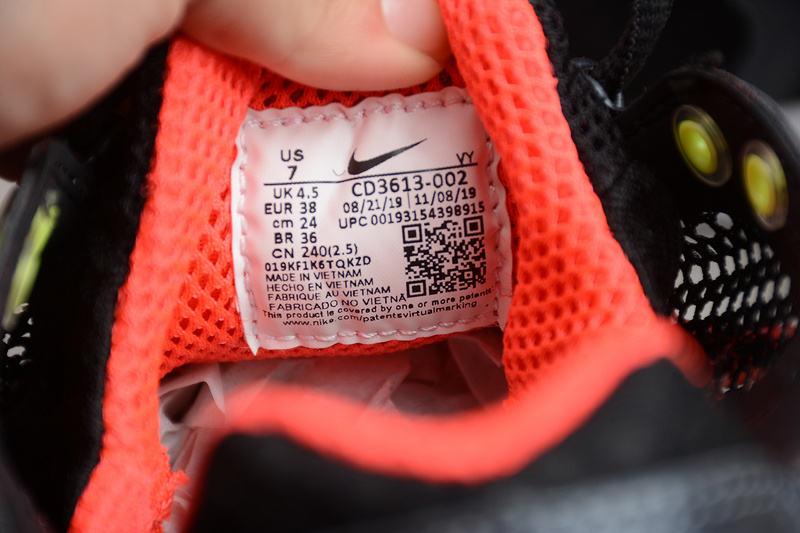 US 7
YY
UK 4.5
CD3613-002
EUR 38
08/21/19 | 11/08/19
cm 24
UPC 00193154398915
BR 36
CN 240(2.5)
019KF1K6TQKZD
MADE IN VIETNAM
HECHO EN VIETNAM
FABRIQUE AU VIETNAM
FABRICADO NO VIETNÃ
This product is covered by one or more patents
www.nike.com/patentsvirtualmarking